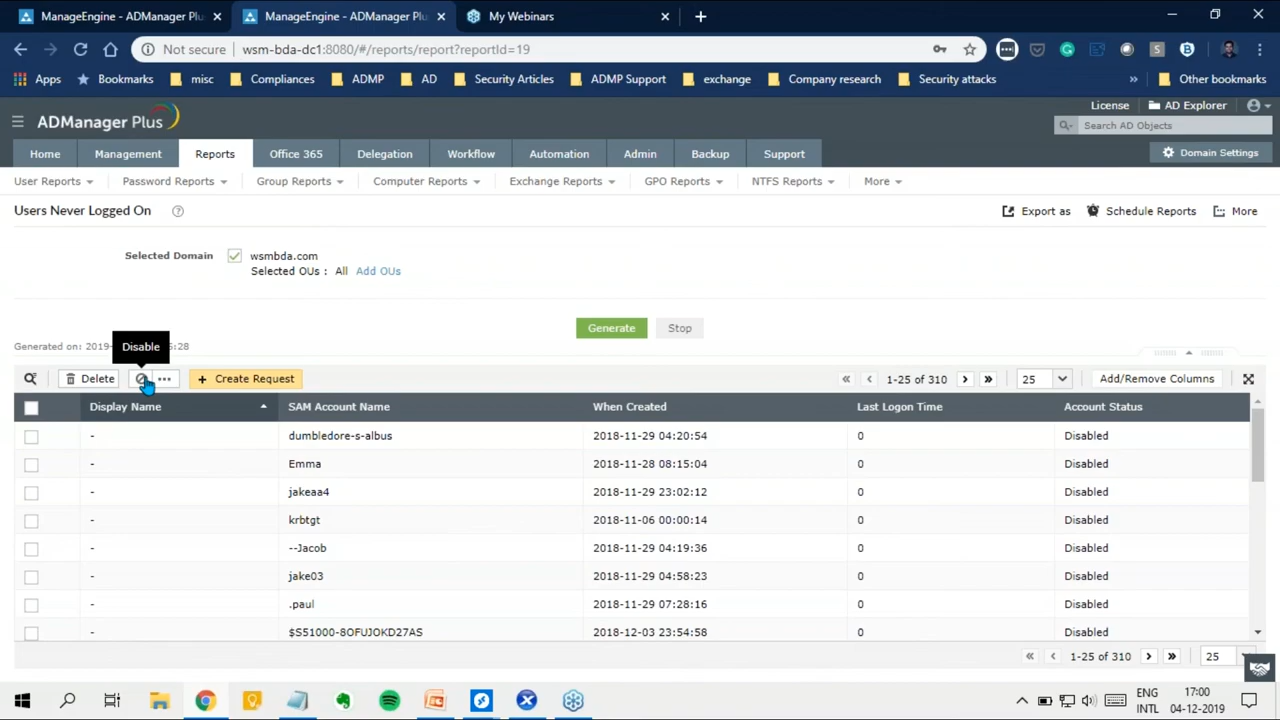 ManageEngine - ADManager Plu
ManageEngine - ADManager Plu
My Webinars
Not secure
wsm-bda-dc1:8080/#/reports/report?reportId=19
Apps
Bookmarks
misc
Compliances
ADMP
AD
Security Articles
ADMP Support
exchange
Company research
Security attacks
»
Other bookmarks
License
AD Explorer
ADManager Plus
Search AD Objects
Home
Management
Reports
Office 365
Delegation
Workflow
Automation
Admin
Backup
Support
Domain Settings
User Reports
Password Reports
Group Reports
Computer Reports
Exchange Reports
GPO Reports
NTFS Reports
More
Users Never Logged On
?
Export as
Schedule Reports
More
Selected Domain
wsmbda.com
Selected OUs : All Add OUs
Generate
Stop
Disable
Generated on: 2019-
:28
Delete
+ Create Request
1-25 of 310
25
Add/Remove Columns
Display Name SAM Account Name When Created Last Logon Time Account Status
- dumbledore-s-albus 2018-11-29 04:20:54 0 Disabled
- Emma 2018-11-28 08:15:04 0 Disabled
- jakeaa4 2018-11-29 23:02:12 0 Disabled
- krbtgt 2018-11-06 00:00:14 0 Disabled
- --Jacob 2018-11-29 04:19:36 0 Disabled
- jake03 2018-11-29 04:58:23 0 Disabled
- .paul 2018-11-29 07:28:16 0 Disabled
- $S51000-8OFUJOKD27AS 2018-12-03 23:54:58 0 Disabled
1-25 of 310
25
ENG
INTL
17:00
04-12-2019